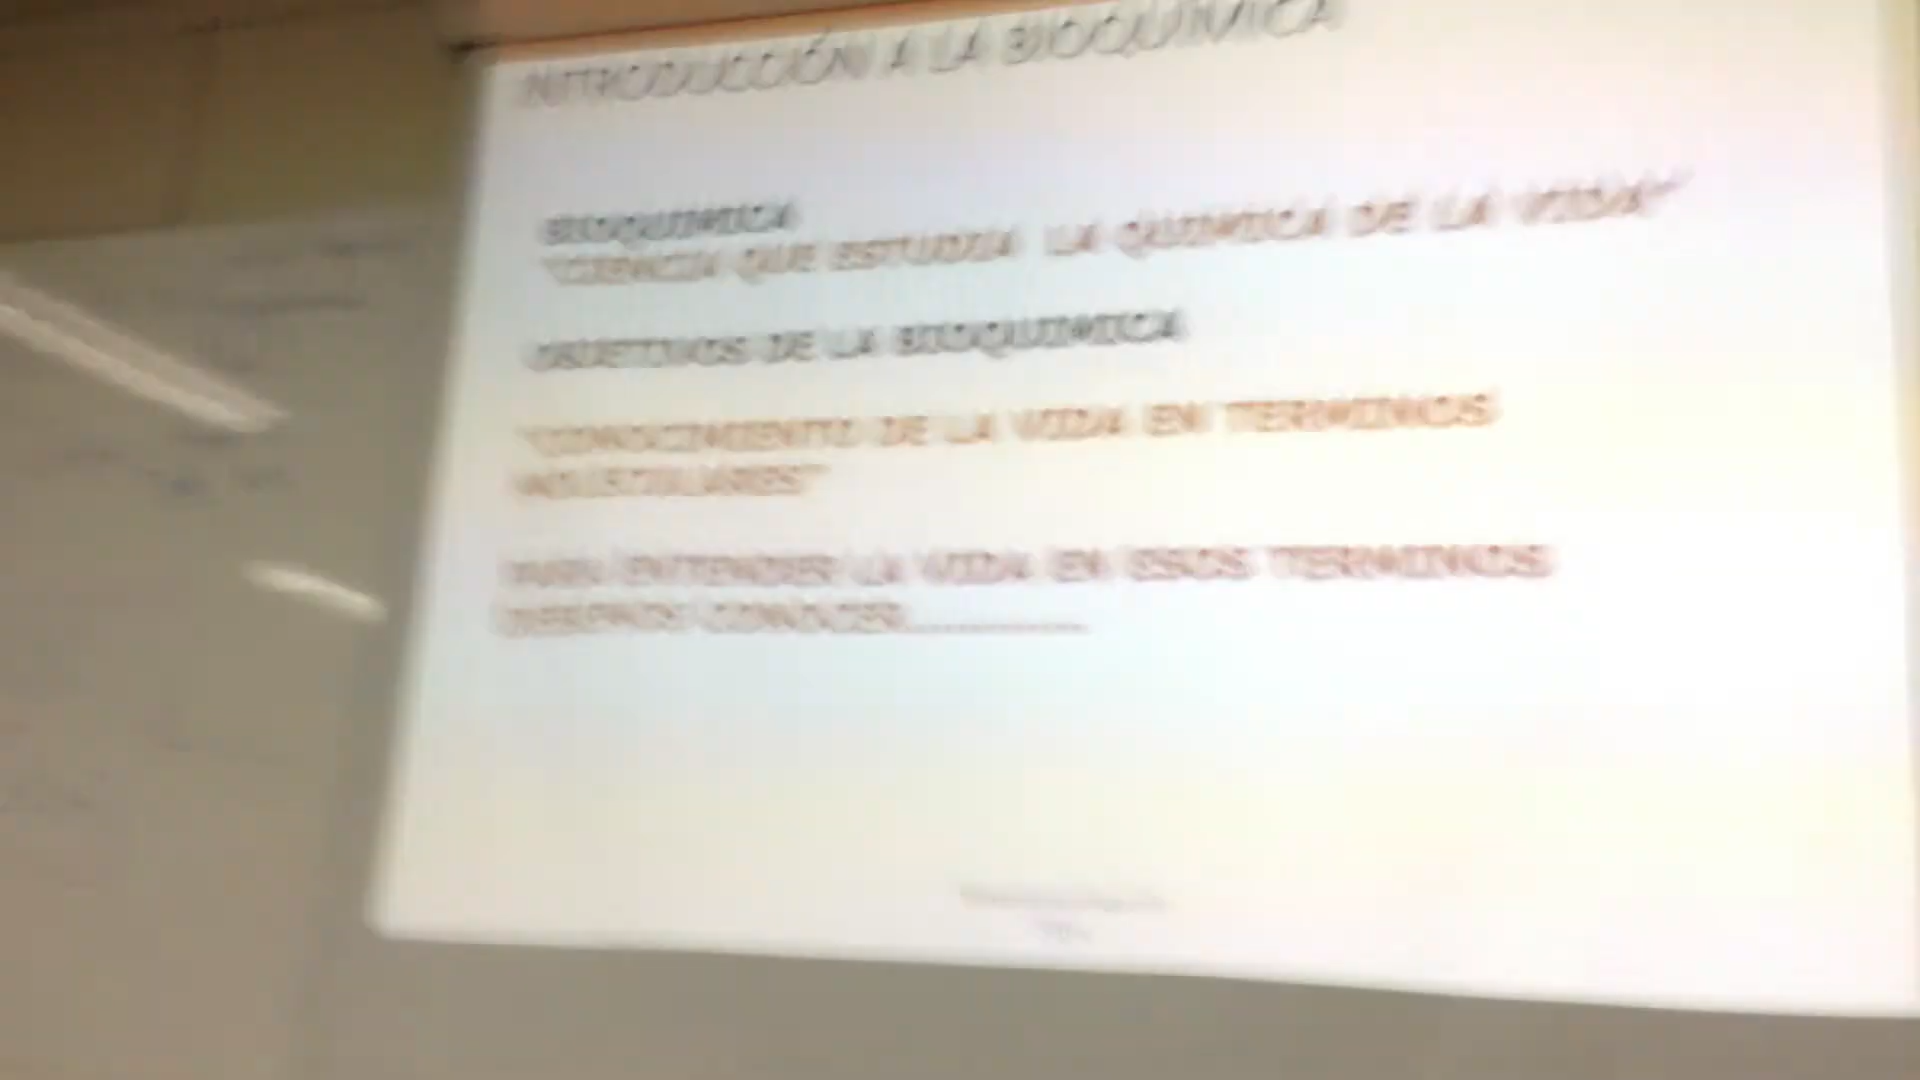 INTRODUCCIÓN A LA BIOQUIMICA
BIOQUIMICA
"CIENCIA QUE ESTUDIA LA QUIMICA DE LA VIDA"
OBJETIVOS DE LA BIOQUIMICA
"CONOCIMIENTO DE LA VIDA EN TERMINOS
MOLECULARES"
PARA ENTENDER LA VIDA EN ESOS TERMINOS
DEBEMOS CONOCER..............